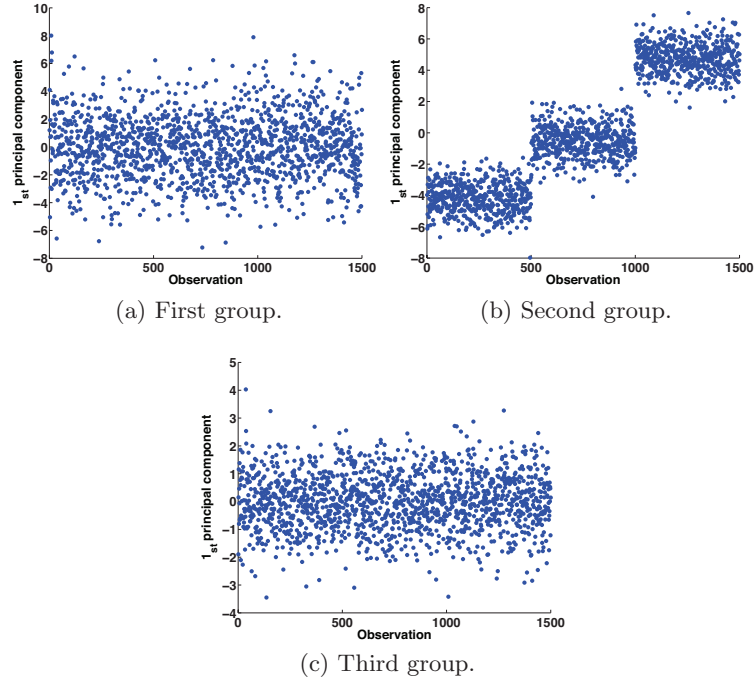 10
8
6
4
2
0
−2
−4
−6
−8
0 500 1000 1500
1st principal component
Observation
(a) First group.
8
6
4
2
0
−2
−4
−6
−8
0 500 1000 1500
1st principal component
Observation
(b) Second group.
5
4
3
2
1
0
−1
−2
−3
−4
0 500 1000 1500
1st principal component
Observation
(c) Third group.